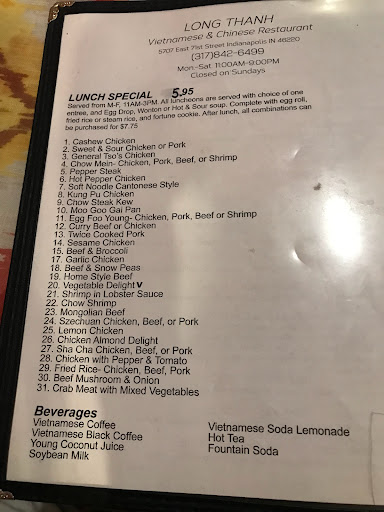 LONG THANH
Vietnamese & Chinese Restaurant
5707 East 71st Street Indianapolis IN 46220
(317)842-6499
Mon.-Sat. 11:00AM-9:00PM
Closed on Sundays
LUNCH SPECIAL 5.95
Served from M-F, 11AM-3PM. All luncheons are served with choice of one
entree, and Egg Drop, Wonton or Hot & Sour soup. Complete with egg roll,
fried rice or steam rice, and fortune cookie. After lunch, all combinations can
be purchased for $7.75
1. Cashew Chicken
2. Sweet & Sour Chicken or Pork
3. General Tso's Chicken
4. Chow Mein- Chicken, Pork, Beef, or Shrimp
5. Pepper Steak
6. Hot Pepper Chicken
7. Soft Noodle Cantonese Style
8. Kung Pu Chicken
9. Chow Steak Kew
10. Moo Goo Gai Pan
11. Egg Foo Young- Chicken, Pork, Beef or Shrimp
12. Curry Beef or Chicken
13. Twice Cooked Pork
14. Sesame Chicken
15. Beef & Broccoli
17. Garlic Chicken
18. Beef & Snow Peas
19. Home Style Beef
20. Vegetable Delight V
21. Shrimp in Lobster Sauce
22. Chow Shrimp
23. Mongolian Beef
24. Szechuan Chicken, Beef, or Pork
25. Lemon Chicken
26. Chicken Almond Delight
27. Sha Cha Chicken, Beef, or Pork
28. Chicken with Pepper & Tomato
29. Fried Rice- Chicken, Beef, Pork
30. Beef Mushroom & Onion
31. Crab Meat with Mixed Vegetables
Beverages
Vietnamese Coffee
Vietnamese Black Coffee
Young Coconut Juice
Soybean Milk
Vietnamese Soda Lemonade
Hot Tea
Fountain Soda